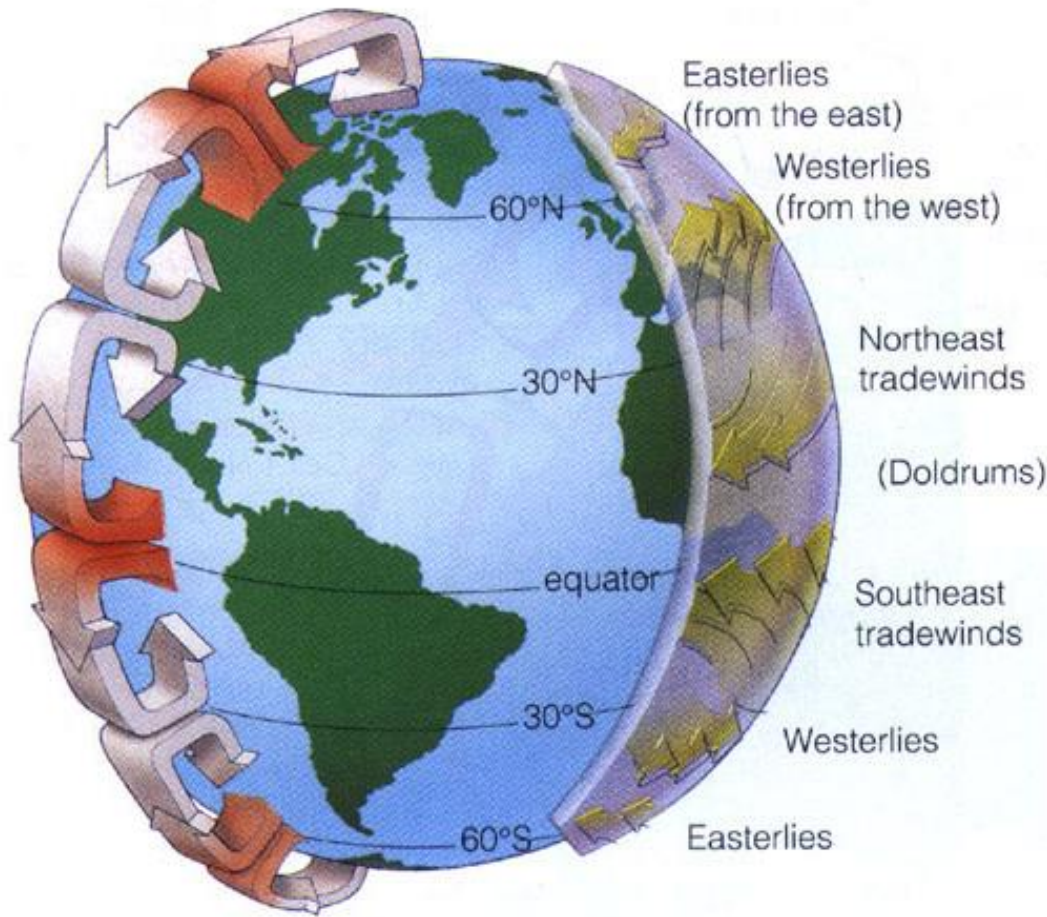 Easterlies
(from the east)
Westerlies
(from the west)
60°N
Northeast
tradewinds
30°N
(Doldrums)
equator
Southeast
tradewinds
30°S
Westerlies
60°S
Easterlies